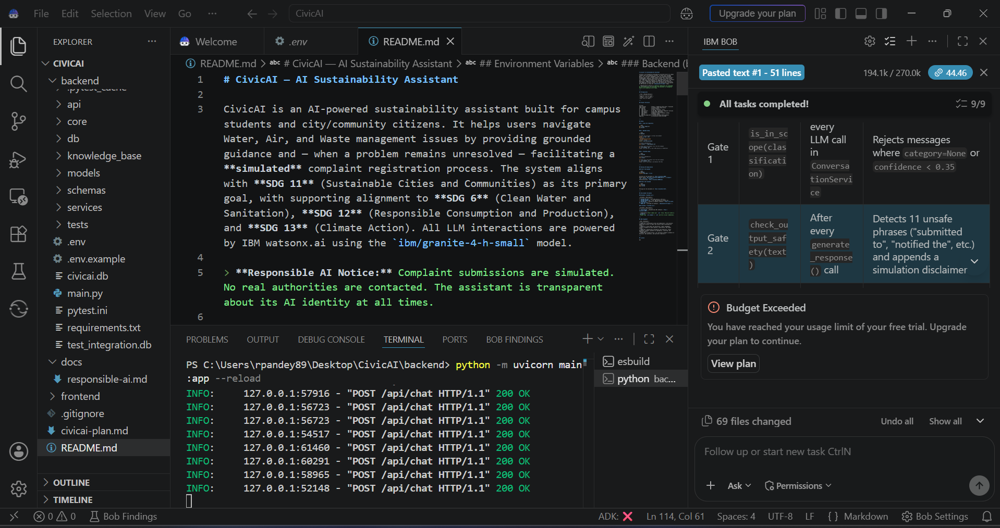 File Edit Selection View Go ···
CivicAI
Upgrade your plan
EXPLORER
CIVICAI
backend
.pytest_cache
api
core
db
knowledge_base
models
schemas
services
tests
.env
.env.example
civicai.db
main.py
pytest.ini
requirements.txt
test_integration.db
docs
responsible-ai.md
frontend
.gitignore
civicai-plan.md
README.md
OUTLINE
TIMELINE
Welcome
.env
README.md
README.md > abc # CivicAI — AI Sustainability Assistant > abc ## Environment Variables > abc ### Backend (b
1 # CivicAI — AI Sustainability Assistant
2
3 CivicAI is an AI-powered sustainability assistant built for campus
students and city/community citizens. It helps users navigate
Water, Air, and Waste management issues by providing grounded
guidance and — when a problem remains unresolved — facilitating a
**simulated** complaint registration process. The system aligns
with **SDG 11** (Sustainable Cities and Communities) as its primary
goal, with supporting alignment to **SDG 6** (Clean Water and
Sanitation), **SDG 12** (Responsible Consumption and Production),
and **SDG 13** (Climate Action). All LLM interactions are powered
by IBM watsonx.ai using the `ibm/granite-4-h-small` model.
4
5 > **Responsible AI Notice:** Complaint submissions are simulated.
No real authorities are contacted. The assistant is transparent
about its AI identity at all times.
6
PROBLEMS OUTPUT DEBUG CONSOLE TERMINAL PORTS BOB FINDINGS
PS C:\Users\rpandey89\Desktop\CivicAI\backend> python -m uvicorn main
:app --reload
INFO: 127.0.0.1:57916 - "POST /api/chat HTTP/1.1" 200 OK
INFO: 127.0.0.1:56723 - "POST /api/chat HTTP/1.1" 200 OK
INFO: 127.0.0.1:56723 - "POST /api/chat HTTP/1.1" 200 OK
INFO: 127.0.0.1:54517 - "POST /api/chat HTTP/1.1" 200 OK
INFO: 127.0.0.1:61460 - "POST /api/chat HTTP/1.1" 200 OK
INFO: 127.0.0.1:60291 - "POST /api/chat HTTP/1.1" 200 OK
INFO: 127.0.0.1:58965 - "POST /api/chat HTTP/1.1" 200 OK
INFO: 127.0.0.1:52148 - "POST /api/chat HTTP/1.1" 200 OK
esbuild
python bac...
IBM BOB
Pasted text #1 - 51 lines
194.1k / 270.0k
44.46
All tasks completed!
9/9
Gate
1
is_in_sc
ope(clas
sificati
on)
every
LLM call
in
Conversa
tionServi
ce
Rejects messages
where category=None or
confidence < 0.35
Gate
2
check_ou
tput_saf
ety(text
)
After
every
generate
_response
() call
Detects 11 unsafe
phrases ("submitted
to", "notified the", etc.)
and appends a
simulation disclaimer
Budget Exceeded
You have reached your usage limit of your free trial. Upgrade
your plan to continue.
View plan
69 files changed
Undo all
Show all
Follow up or start new task CtrlN
Ask
Permissions
0 0
Bob Findings
ADK: ❌
Ln 114, Col 61
Spaces: 4
UTF-8
LF
{ } Markdown
Bob Settings